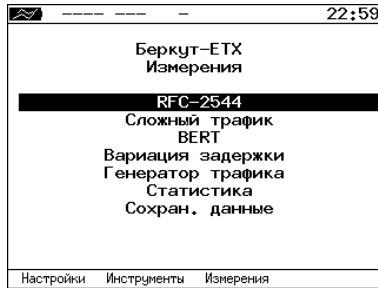 ---- --- - 22:59
Беркут-ETX
Измерения
RFC-2544
Сложный трафик
BERT
Вариация задержки
Генератор трафика
Статистика
Сохран. данные
Настройки Инструменты Измерения